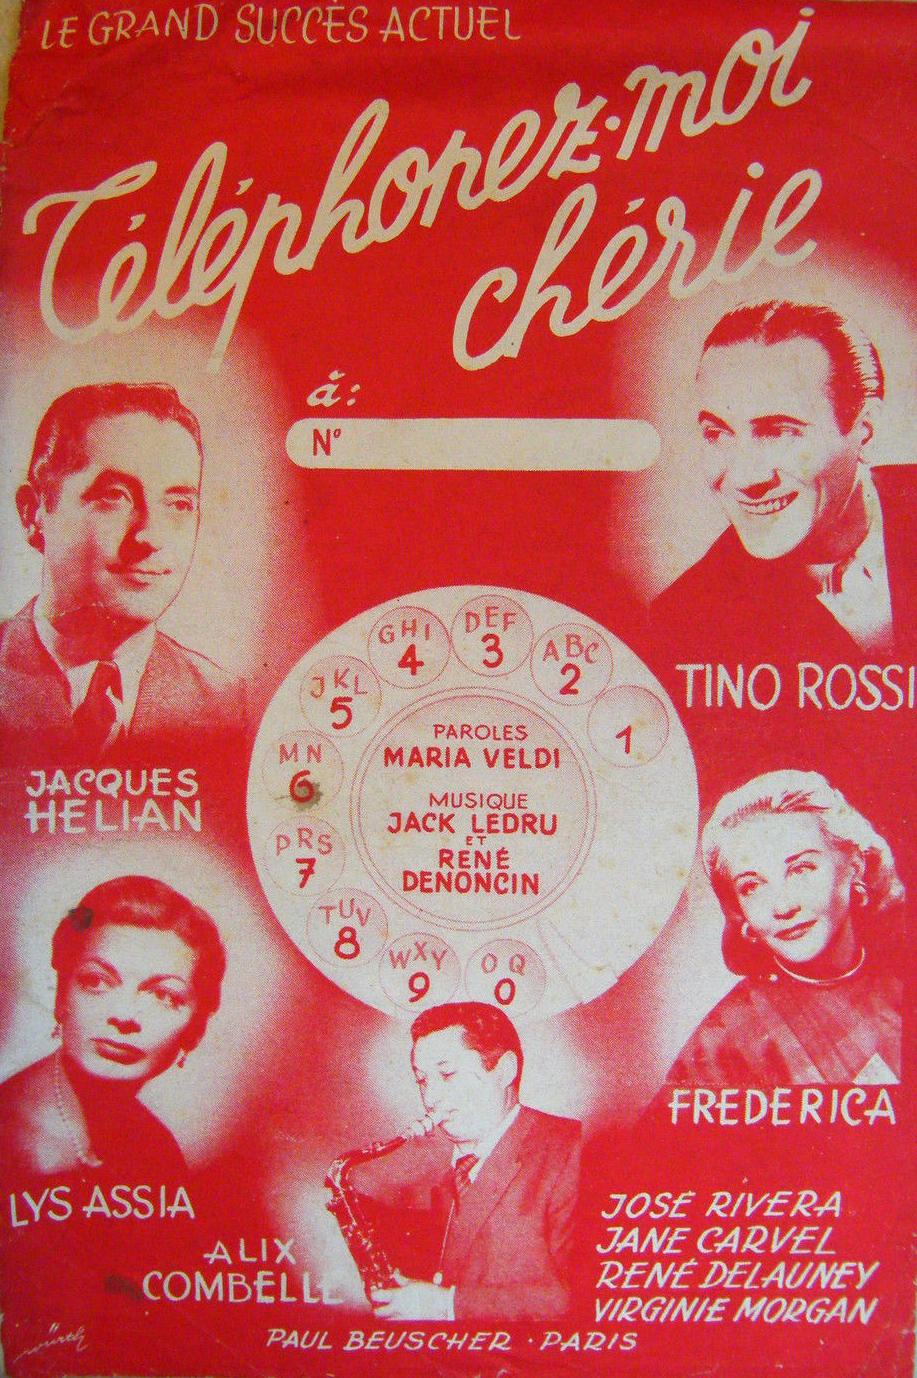 LE GRAND SUCCÈS ACTUEL
Téléphonez-moi
chérie
à:
N°
GHI
4
DEF
3
ABC
2
JKL
5
1
MN
6
PRS
7
TUV
8
WXY
9
OQ
0
PAROLES
MARIA VELDI
MUSIQUE
JACK LEDRU
ET
RENÉ
DENONCIN
TINO ROSSI
JACQUES
HELIAN
FREDERICA
LYS ASSIA
ALIX
COMBELLE
JOSÉ RIVERA
JANE CARVEL
RENÉ DELAUNEY
VIRGINIE MORGAN
PAUL BEUSCHER · PARIS